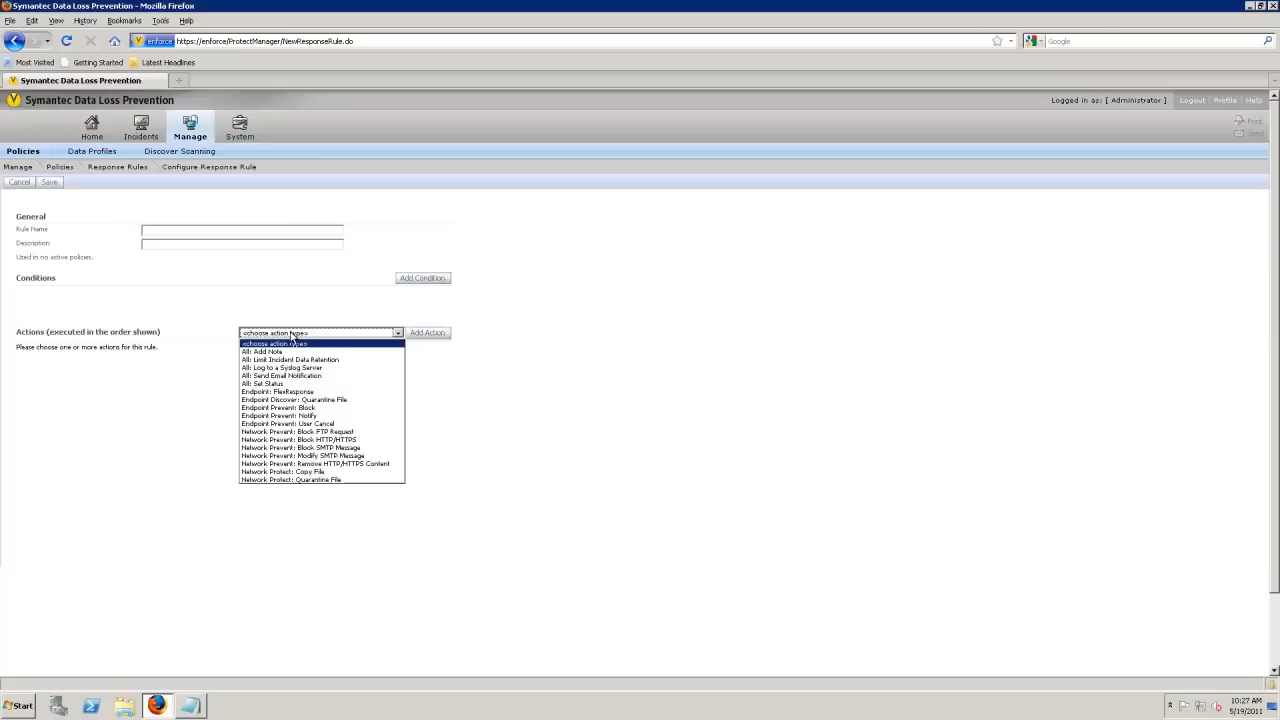 Symantec Data Loss Prevention - Mozilla Firefox
File Edit View History Bookmarks Tools Help
enforce https://enforce/ProtectManager/NewResponseRule.do
Google
Most Visited Getting Started Latest Headlines
Symantec Data Loss Prevention
Symantec Data Loss Prevention
Logged in as: [ Administrator ] Logout Profile Help
Home Incidents Manage System
Print
Send
Policies Data Profiles Discover Scanning
Manage Policies Response Rules Configure Response Rule
Cancel Save
General
Rule Name
Description
Used in no active policies.
Conditions Add Condition
Actions (executed in the order shown) <choose action type> Add Action
Please choose one or more actions for this rule.
<choose action type>
All: Add Note
All: Limit Incident Data Retention
All: Log to a Syslog Server
All: Send Email Notification
All: Set Status
Endpoint: FlexResponse
Endpoint Discover: Quarantine File
Endpoint Prevent: Block
Endpoint Prevent: Notify
Endpoint Prevent: User Cancel
Network Prevent: Block FTP Request
Network Prevent: Block HTTP/HTTPS
Network Prevent: Block SMTP Message
Network Prevent: Modify SMTP Message
Network Prevent: Remove HTTP/HTTPS Content
Network Protect: Copy File
Network Protect: Quarantine File
Start
10:27 AM
5/19/2011